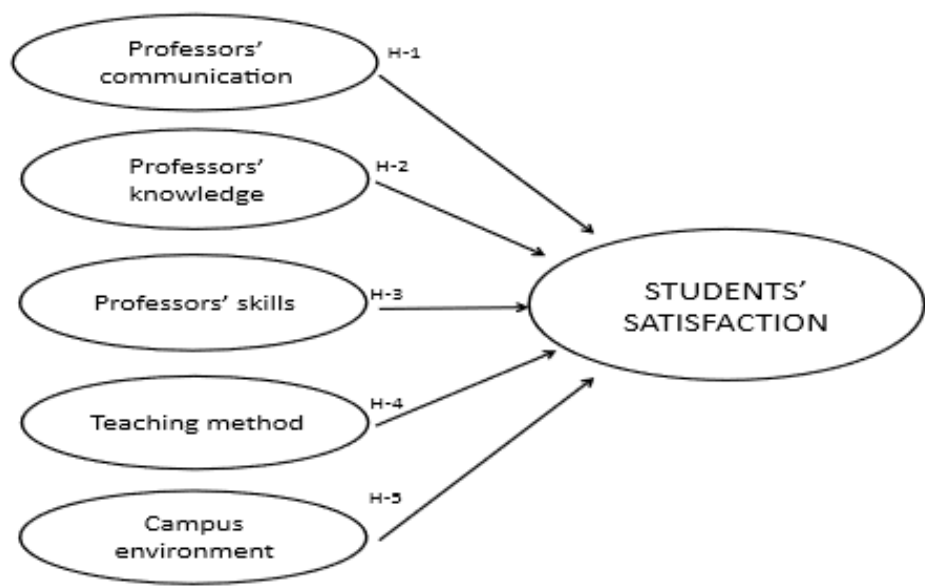 Professors’
communication
H-1
Professors’
knowledge
H-2
Professors’ skills
H-3
Teaching method
H-4
Campus
environment
H-5
STUDENTS’
SATISFACTION